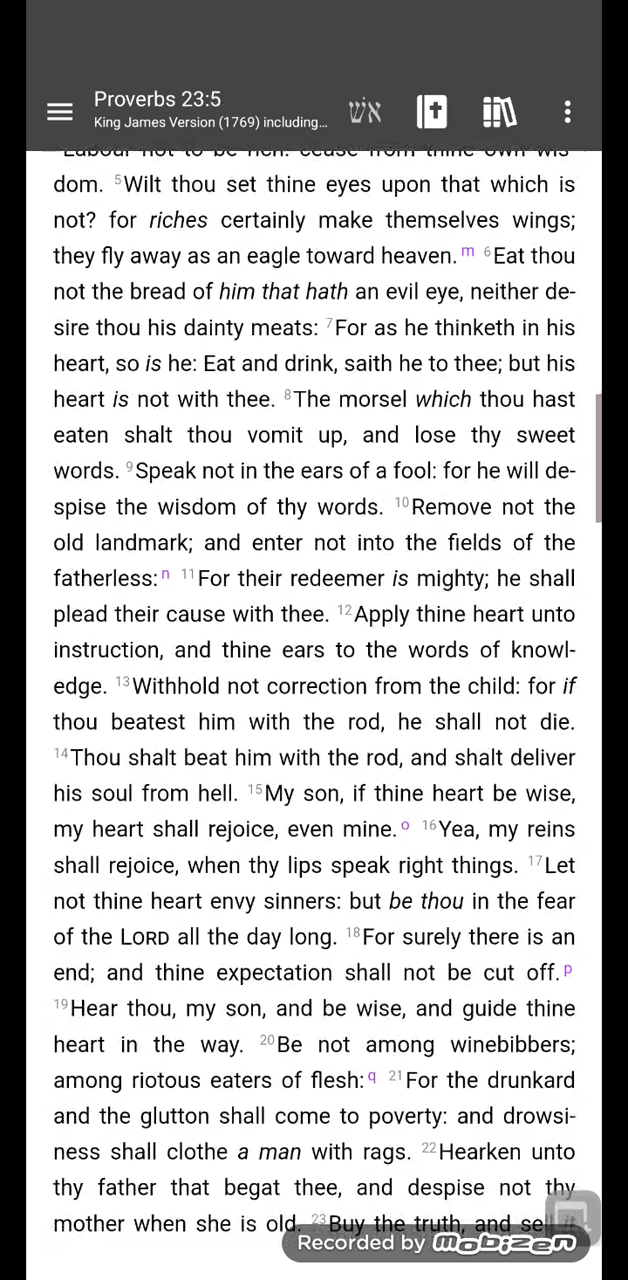 Proverbs 23:5
King James Version (1769) including...
אשׁ
Labour not to be rich: cease from thine own wis-
dom. 5Wilt thou set thine eyes upon that which is
not? for riches certainly make themselves wings;
they fly away as an eagle toward heaven.m 6Eat thou
not the bread of him that hath an evil eye, neither de-
sire thou his dainty meats: 7For as he thinketh in his
heart, so is he: Eat and drink, saith he to thee; but his
heart is not with thee. 8The morsel which thou hast
eaten shalt thou vomit up, and lose thy sweet
words. 9Speak not in the ears of a fool: for he will de-
spise the wisdom of thy words. 10Remove not the
old landmark; and enter not into the fields of the
fatherless:n 11For their redeemer is mighty; he shall
plead their cause with thee. 12Apply thine heart unto
instruction, and thine ears to the words of knowl-
edge. 13Withhold not correction from the child: for if
thou beatest him with the rod, he shall not die.
14Thou shalt beat him with the rod, and shalt deliver
his soul from hell. 15My son, if thine heart be wise,
my heart shall rejoice, even mine.o 16Yea, my reins
shall rejoice, when thy lips speak right things. 17Let
not thine heart envy sinners: but be thou in the fear
of the LORD all the day long. 18For surely there is an
end; and thine expectation shall not be cut off.p
19Hear thou, my son, and be wise, and guide thine
heart in the way. 20Be not among winebibbers;
among riotous eaters of flesh:q 21For the drunkard
and the glutton shall come to poverty: and drowsi-
ness shall clothe a man with rags. 22Hearken unto
thy father that begat thee, and despise not thy
mother when she is old. 23Buy the truth, and sell it
Recorded by mobizen